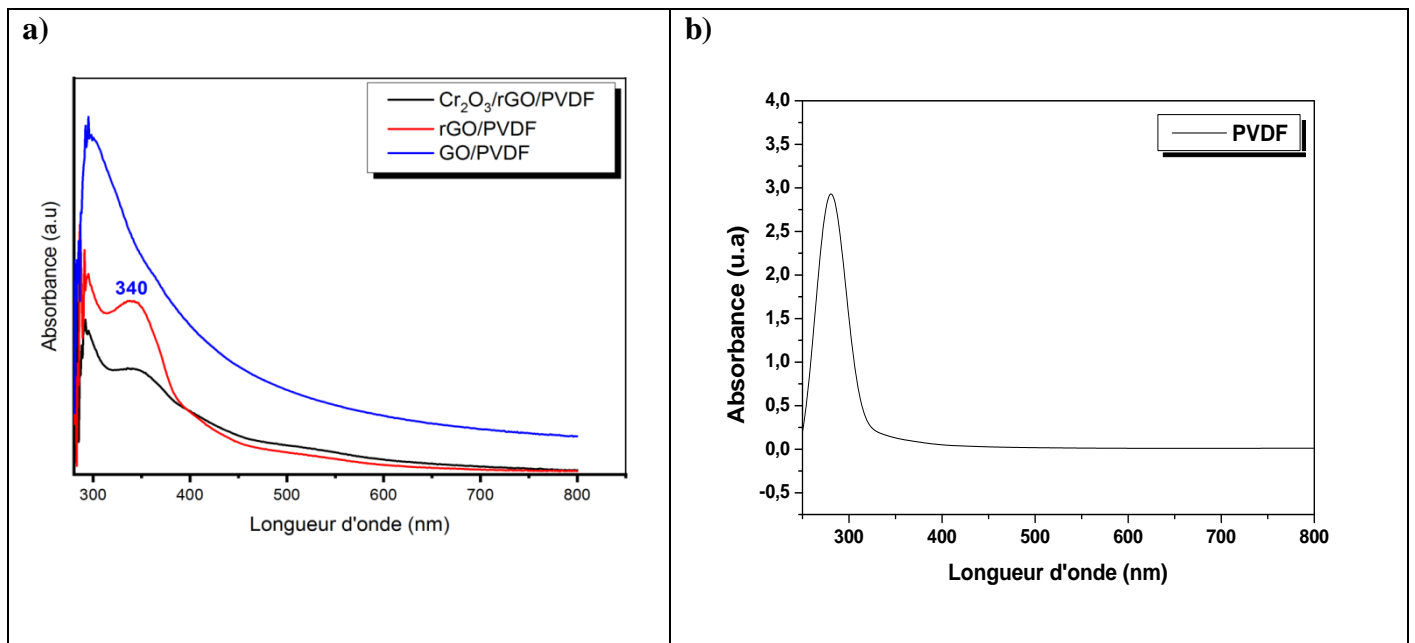 a)
Cr₂O₃/rGO/PVDF
rGO/PVDF
GO/PVDF
340
Absorbance (a.u)
300 400 500 600 700 800
Longueur d'onde (nm)
b)
PVDF
4,0
3,5
3,0
2,5
2,0
1,5
1,0
0,5
0,0
-0,5
Absorbance (u.a)
300 400 500 600 700 800
Longueur d'onde (nm)